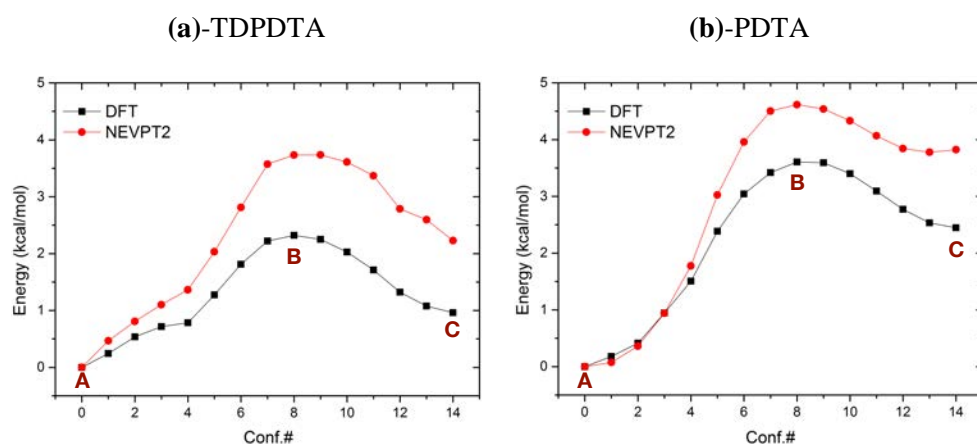 (a)-TDPDTA
(b)-PDTA
5
4
3
2
1
0
Energy (kcal/mol)
DFT
NEVPT2
A
B
C
0 2 4 6 8 10 12 14
Conf.#
5
4
3
2
1
0
Energy (kcal/mol)
DFT
NEVPT2
A
B
C
0 2 4 6 8 10 12 14
Conf.#